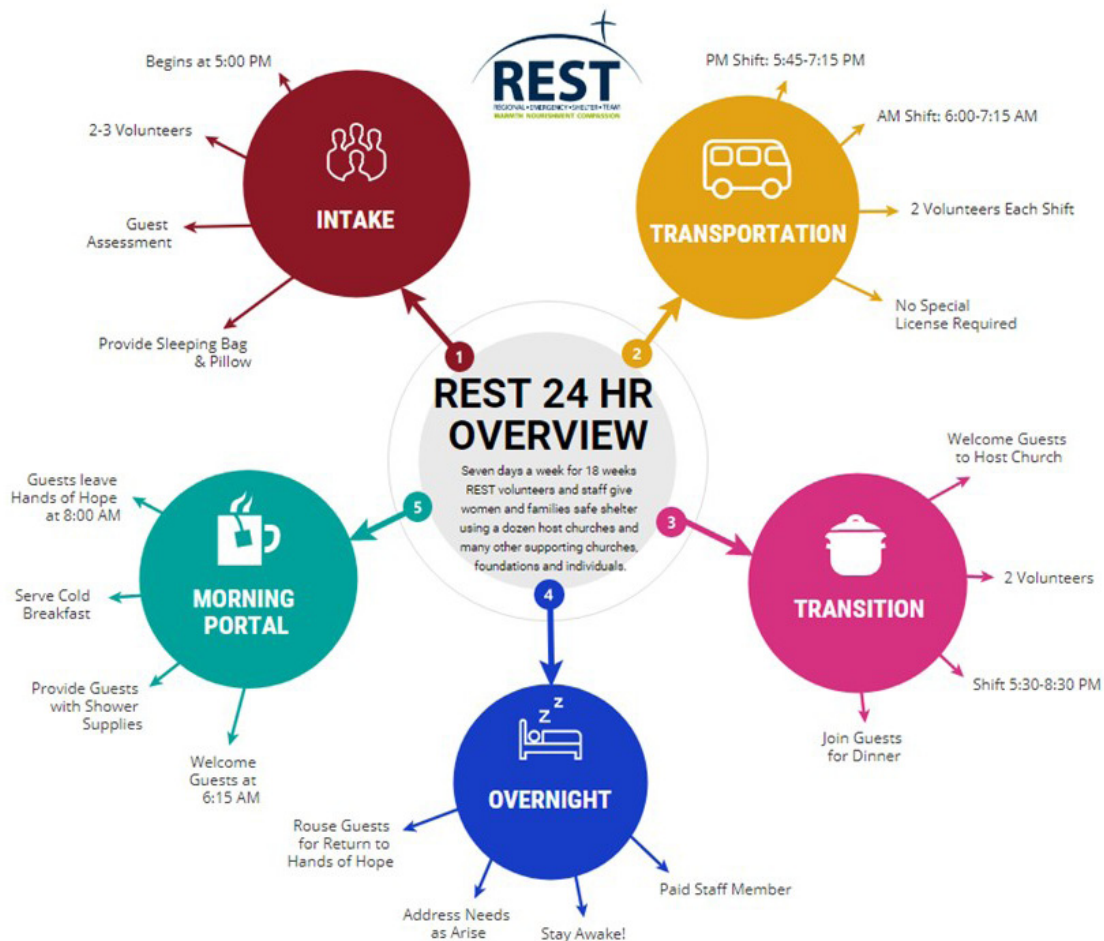 REST
REGIONAL•EMERGENCY•SHELTER•TEAM
WARMTH NOURISHMENT COMPASSION
Begins at 5:00 PM
2-3 Volunteers
Guest
Assessment
Provide Sleeping Bag
& Pillow
INTAKE
1
PM Shift: 5:45-7:15 PM
AM Shift: 6:00-7:15 AM
2 Volunteers Each Shift
No Special
License Required
TRANSPORTATION
2
REST 24 HR
OVERVIEW
Seven days a week for 18 weeks
REST volunteers and staff give
women and families safe shelter
using a dozen host churches and
many other supporting churches,
foundations and individuals.
3
TRANSITION
Welcome Guests
to Host Church
2 Volunteers
Shift 5:30-8:30 PM
Join Guests
for Dinner
4
z z
OVERNIGHT
Paid Staff Member
Stay Awake!
Address Needs
as Arise
Rouse Guests
for Return to
Hands of Hope
5
MORNING
PORTAL
Guests leave
Hands of Hope
at 8:00 AM
Serve Cold
Breakfast
Provide Guests
with Shower
Supplies
Welcome
Guests at
6:15 AM